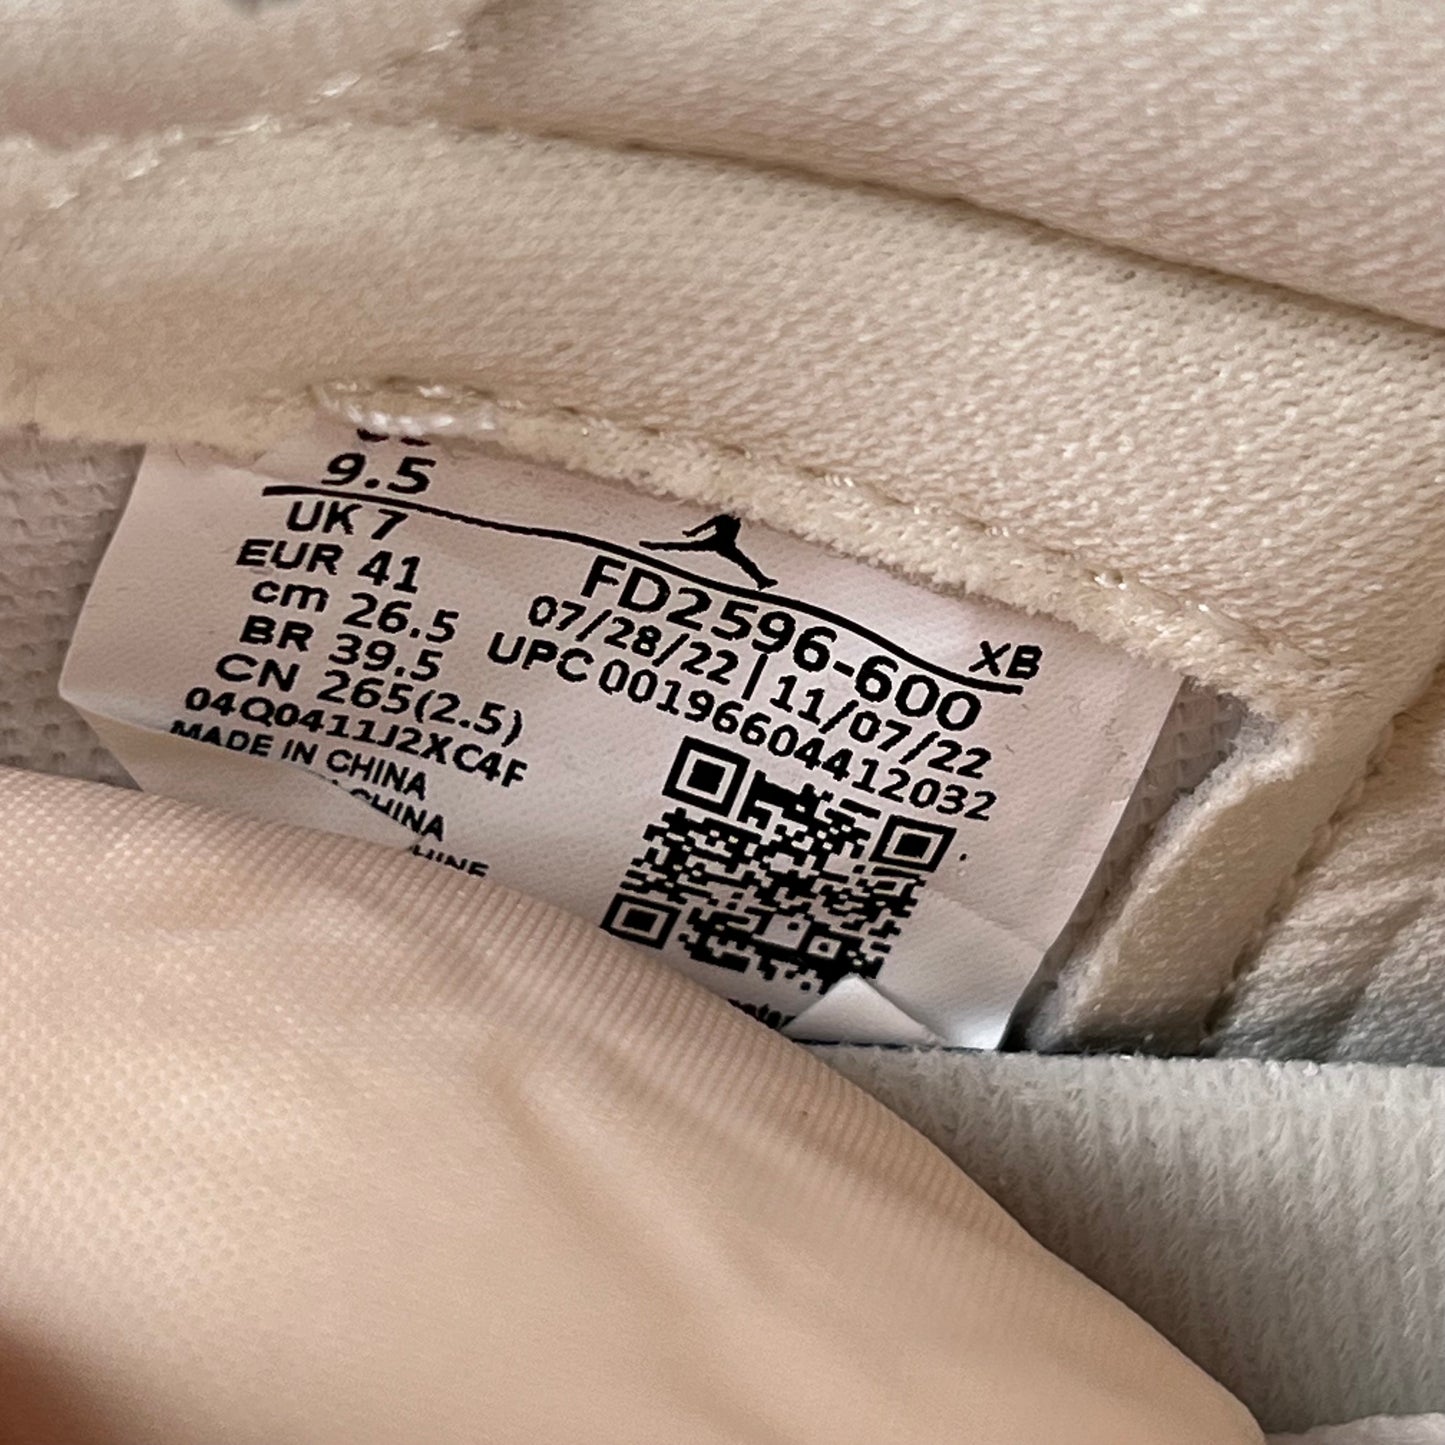 9.5
UK 7
EUR 41
cm 26.5
BR 39.5
CN 265(2.5)
04Q0411J2XC4F
MADE IN CHINA
CHINA
XB
FD2596-600
07/28/22 | 11/07/22
UPC 00196604412032